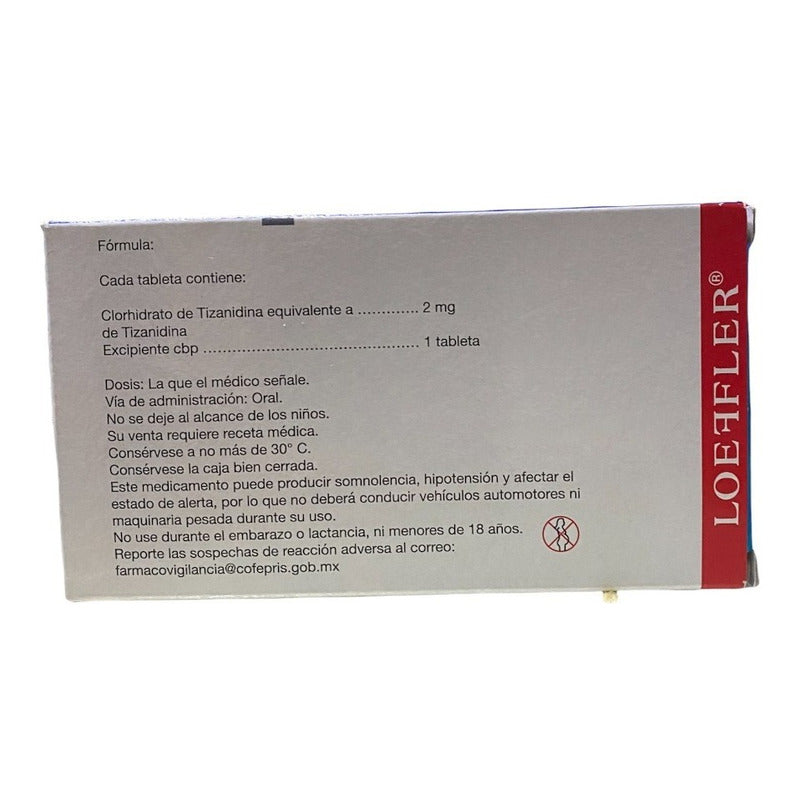 Fórmula:
Cada tableta contiene:
Clorhidrato de Tizanidina equivalente a ............. 2 mg
de Tizanidina
Excipiente cbp .............................................. 1 tableta
Dosis: La que el médico señale.
Vía de administración: Oral.
No se deje al alcance de los niños.
Su venta requiere receta médica.
Consérvese a no más de 30° C.
Consérvese la caja bien cerrada.
Este medicamento puede producir somnolencia, hipotensión y afectar el
estado de alerta, por lo que no deberá conducir vehículos automotores ni
maquinaria pesada durante su uso.
No use durante el embarazo o lactancia, ni menores de 18 años.
Reporte las sospechas de reacción adversa al correo:
farmacovigilancia@cofepris.gob.mx
LOEFFLER®